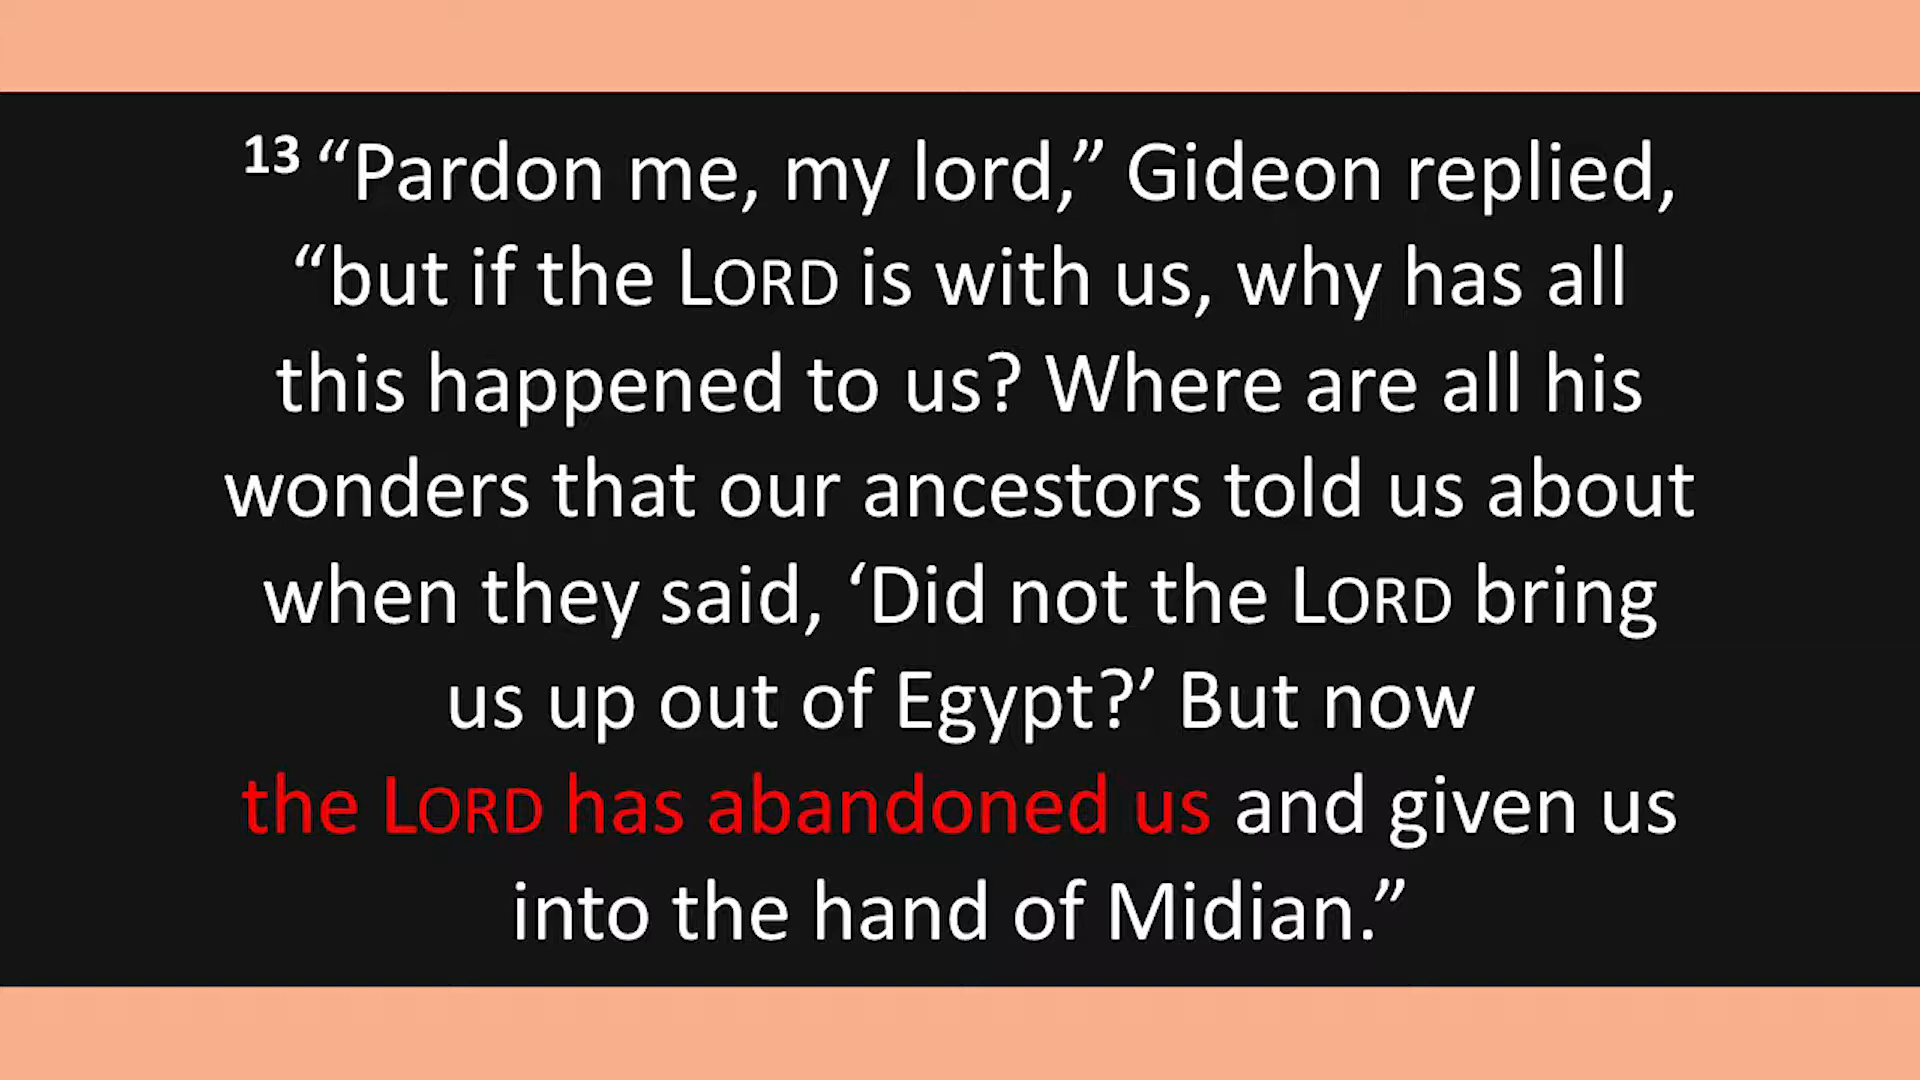 13 “Pardon me, my lord,” Gideon replied,
“but if the LORD is with us, why has all
this happened to us? Where are all his
wonders that our ancestors told us about
when they said, ‘Did not the LORD bring
us up out of Egypt?’ But now
the LORD has abandoned us and given us
into the hand of Midian.”